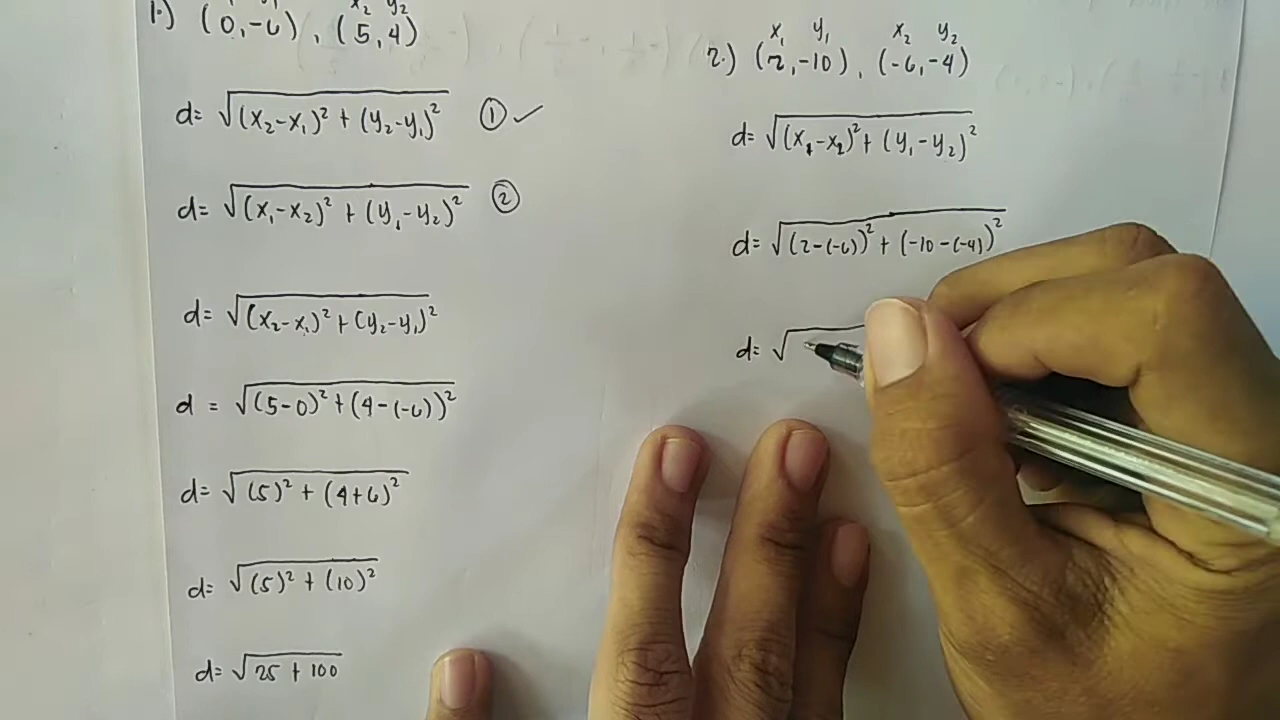 1.) (0,-6), (5,4)
x₂ y₂
d= √(x₂-x₁)² + (y₂-y₁)² ① ✓
d= √(x₁-x₂)² + (y₁-y₂)² ②
d= √(x₂-x₁)² + (y₂-y₁)²
d = √(5-0)² + (4-(-6))²
d= √(5)² + (4+6)²
d= √(5)² + (10)²
d= √25 + 100
x₁ y₁ x₂ y₂
2.) (2,-10), (-6,-4)
d= √(x₁-x₂)² + (y₁-y₂)²
d= √(2-(-6))² + (-10-(-4))²
d= √